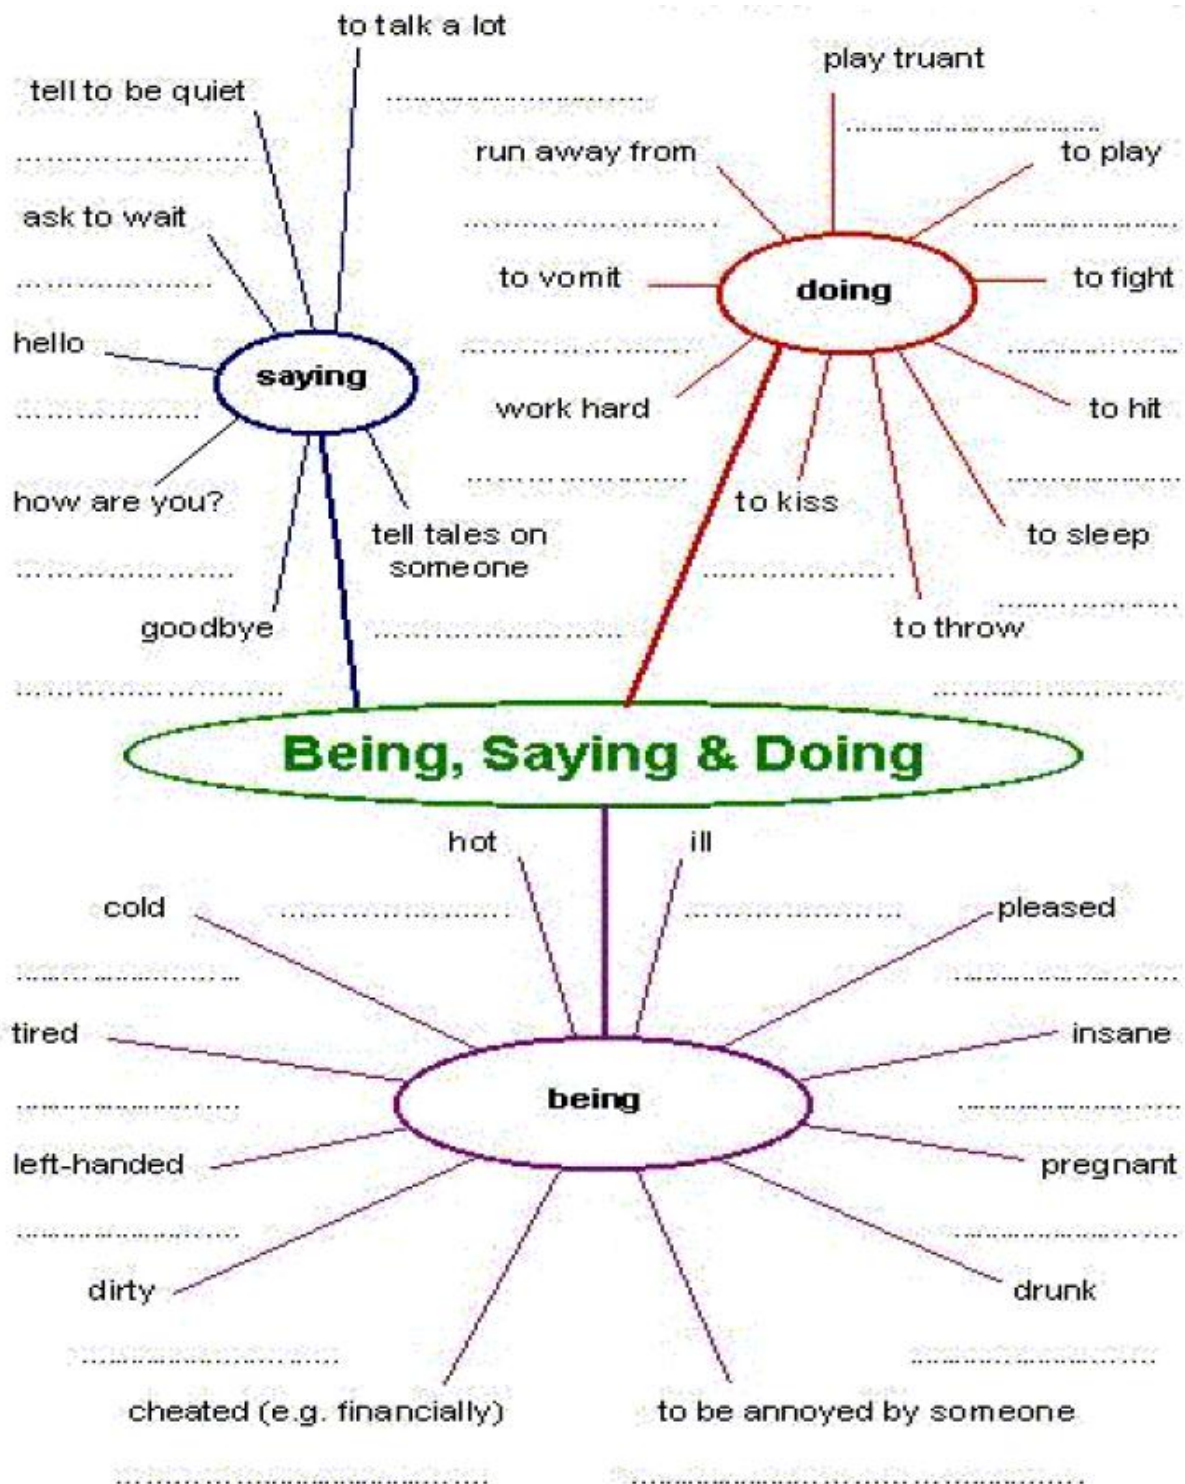 to talk a lot
tell to be quiet
ask to wait
hello
saying
how are you?
tell tales on
someone
goodbye
play truant
run away from
to play
to vomit
doing
to fight
work hard
to hit
to kiss
to sleep
to throw
Being, Saying & Doing
hot
ill
cold
pleased
tired
insane
being
left-handed
pregnant
dirty
drunk
cheated (e.g. financially)
to be annoyed by someone